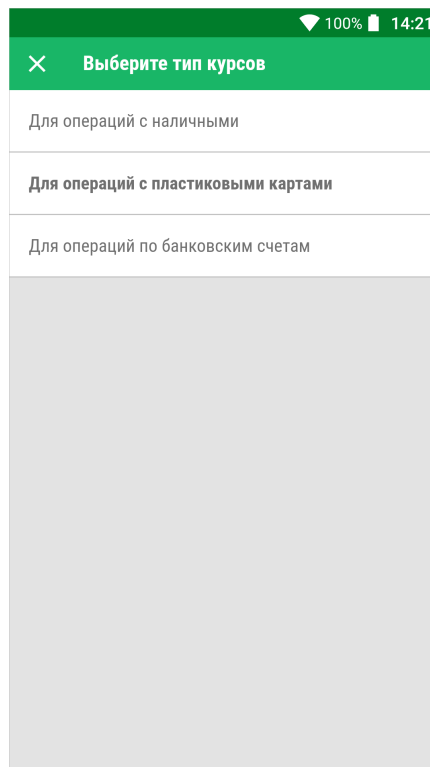 100% 14:21
Выберите тип курсов
Для операций с наличными
Для операций с пластиковыми картами
Для операций по банковским счетам